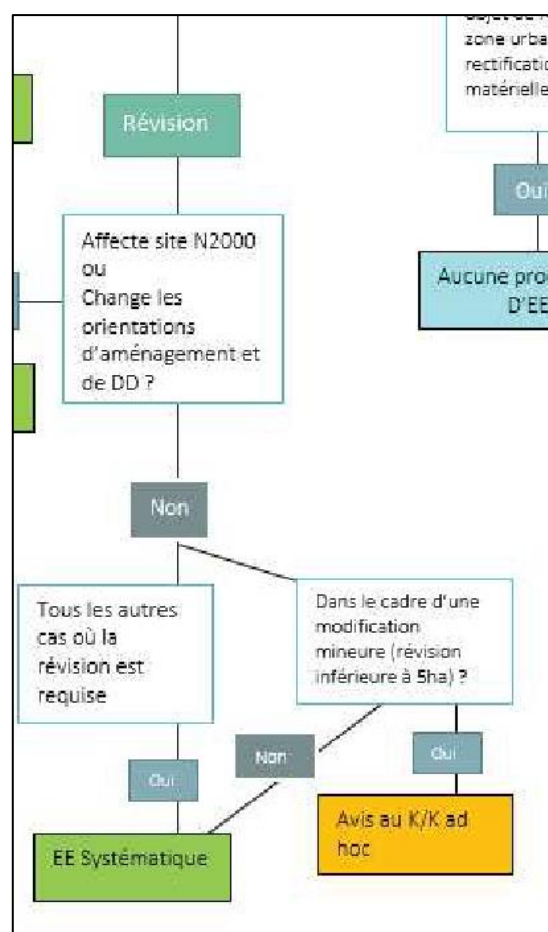 zone urba
rectificatio
matérielle
Révision
Oui
Affecte site N2000
ou
Change les
orientations
d'aménagement et
de DD ?
Aucune pro
D'EE
Non
Tous les autres
cas où la
révision est
requise
Dans le cadre d'une
modification
mineure (révision
inférieure à 5ha) ?
Non
Oui
Oui
EE Systématique
Avis au K/K ad
hoc